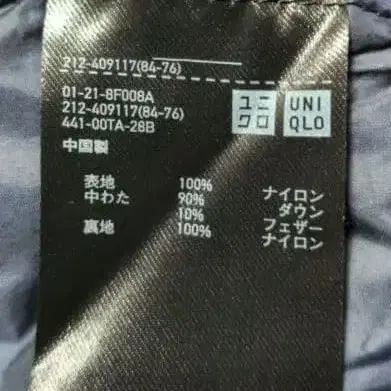 212-409117(84-76)
01-21-8F008A
212-409117(84-76)
441-00TA-28B
ユニ
クロ
UNI
QLO
中国製
表地 100% ナイロン
中わた 90% ダウン
10% フェザー
裏地 100% ナイロン